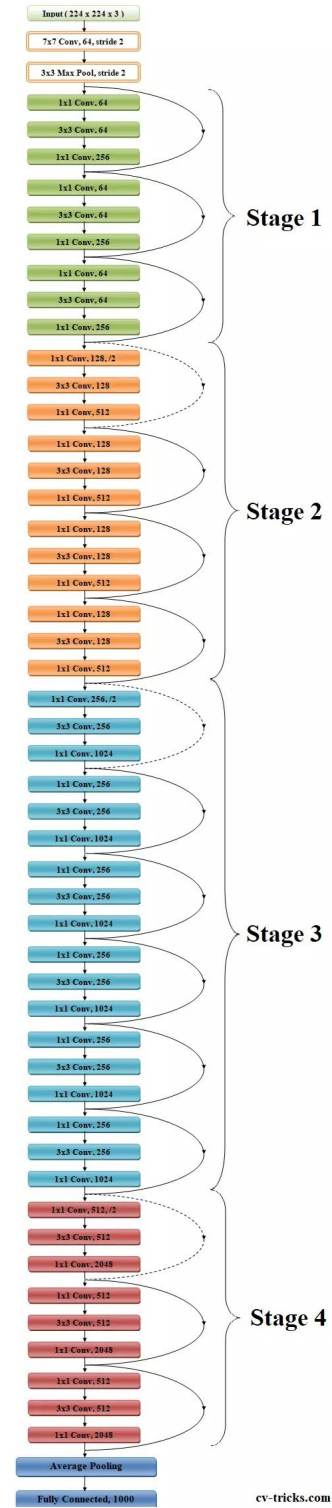 Input ( 224 x 224 x 3 )
7x7 Conv, 64, stride 2
3x3 Max Pool, stride 2
1x1 Conv, 64
3x3 Conv, 64
1x1 Conv, 256
1x1 Conv, 64
3x3 Conv, 64
1x1 Conv, 256
1x1 Conv, 64
3x3 Conv, 64
1x1 Conv, 256
Stage 1
1x1 Conv, 128, /2
3x3 Conv, 128
1x1 Conv, 512
1x1 Conv, 128
3x3 Conv, 128
1x1 Conv, 512
1x1 Conv, 128
3x3 Conv, 128
1x1 Conv, 512
1x1 Conv, 128
3x3 Conv, 128
1x1 Conv, 512
Stage 2
1x1 Conv, 256, /2
3x3 Conv, 256
1x1 Conv, 1024
1x1 Conv, 256
3x3 Conv, 256
1x1 Conv, 1024
1x1 Conv, 256
3x3 Conv, 256
1x1 Conv, 1024
1x1 Conv, 256
3x3 Conv, 256
1x1 Conv, 1024
1x1 Conv, 256
3x3 Conv, 256
1x1 Conv, 1024
1x1 Conv, 256
3x3 Conv, 256
1x1 Conv, 1024
Stage 3
1x1 Conv, 512, /2
3x3 Conv, 512
1x1 Conv, 2048
1x1 Conv, 512
3x3 Conv, 512
1x1 Conv, 2048
1x1 Conv, 512
3x3 Conv, 512
1x1 Conv, 2048
Stage 4
Average Pooling
Fully Connected, 1000
cv-tricks.com